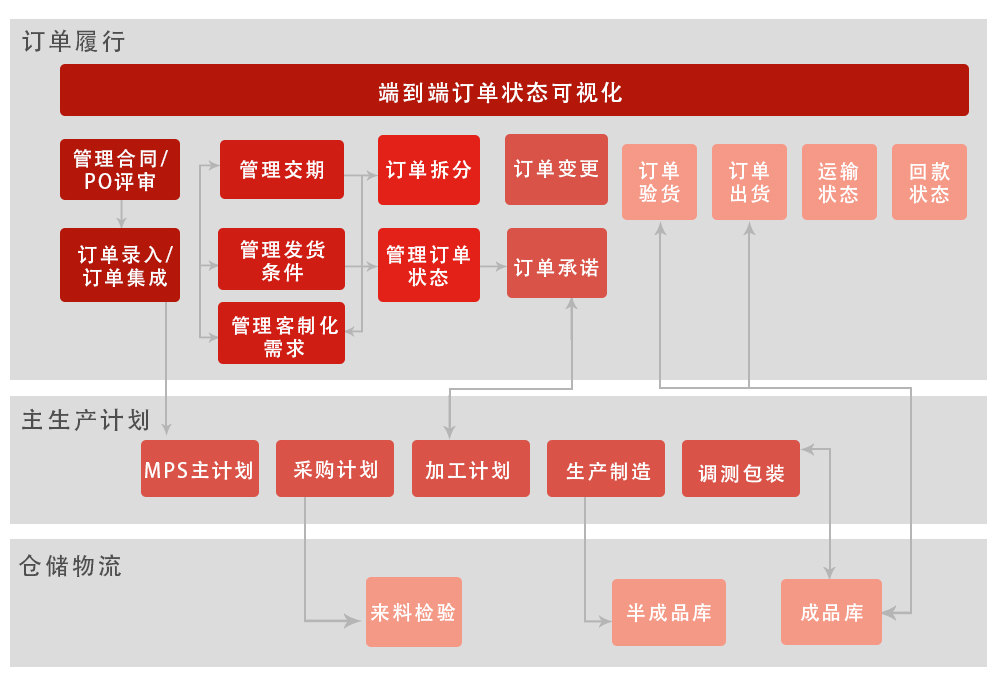 订单履行
端到端订单状态可视化
管理合同/
PO评审
管理交期
订单拆分
订单变更
订单
验货
订单
出货
运输
状态
回款
状态
订单录入/
订单集成
管理发货
条件
管理订单
状态
订单承诺
管理客制化
需求
主生产计划
MPS主计划
采购计划
加工计划
生产制造
调测包装
仓储物流
来料检验
半成品库
成品库